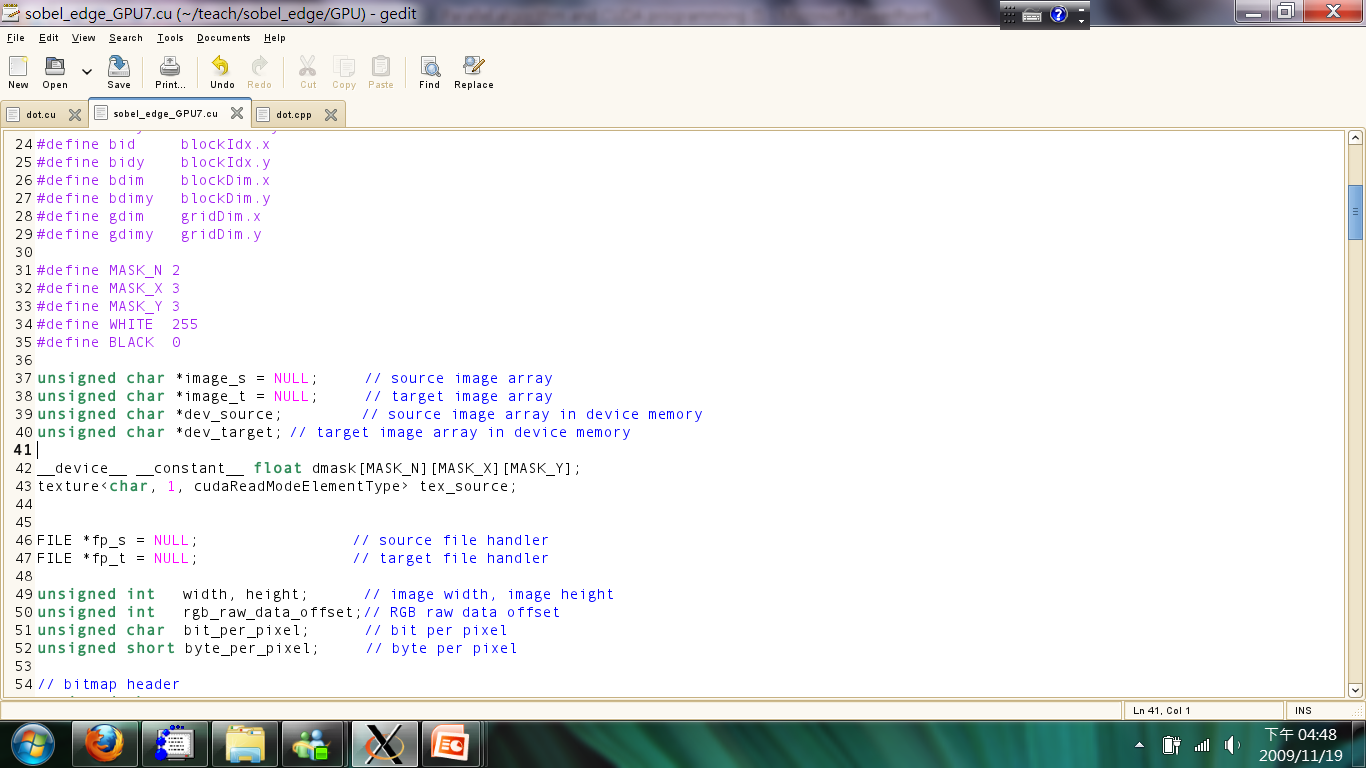 sobel_edge_GPU7.cu (~/teach/sobel_edge/GPU) - gedit
File Edit View Search Tools Documents Help
New Open Save Print... Undo Redo Cut Copy Paste Find Replace
dot.cu sobel_edge_GPU7.cu dot.cpp
24 #define bid     blockIdx.x
25 #define bidy    blockIdx.y
26 #define bdim    blockDim.x
27 #define bdimy   blockDim.y
28 #define gdim    gridDim.x
29 #define gdimy   gridDim.y
30
31 #define MASK_N 2
32 #define MASK_X 3
33 #define MASK_Y 3
34 #define WHITE  255
35 #define BLACK  0
36
37 unsigned char *image_s = NULL;     // source image array
38 unsigned char *image_t = NULL;     // target image array
39 unsigned char *dev_source;         // source image array in device memory
40 unsigned char *dev_target; // target image array in device memory
41
42 __device__ __constant__ float dmask[MASK_N][MASK_X][MASK_Y];
43 texture<char, 1, cudaReadModeElementType> tex_source;
44
45
46 FILE *fp_s = NULL;                 // source file handler
47 FILE *fp_t = NULL;                 // target file handler
48
49 unsigned int   width, height;      // image width, image height
50 unsigned int   rgb_raw_data_offset;// RGB raw data offset
51 unsigned char  bit_per_pixel;      // bit per pixel
52 unsigned short byte_per_pixel;     // byte per pixel
53
54 // bitmap header
Ln 41, Col 1 INS
下午 04:48
2009/11/19